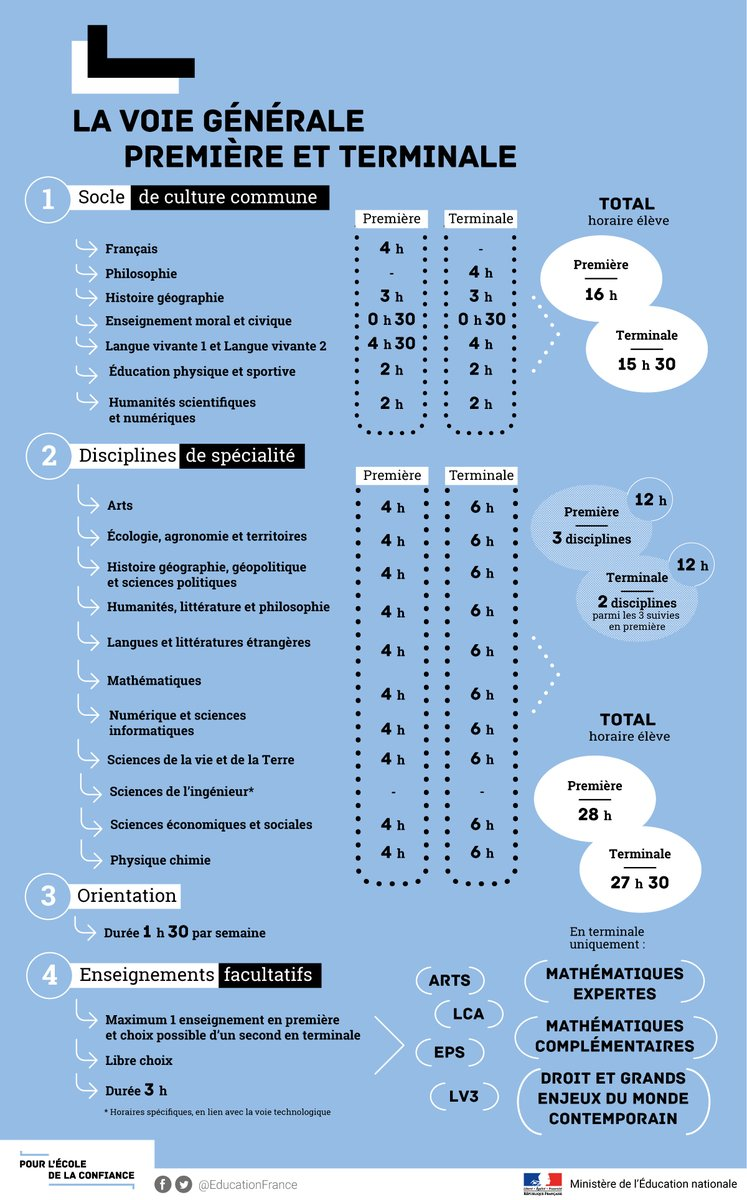 LA VOIE GÉNÉRALE
PREMIÈRE ET TERMINALE
1 Socle de culture commune
Première Terminale
Français 4 h -
Philosophie - 4 h
Histoire géographie 3 h 3 h
Enseignement moral et civique 0 h 30 0 h 30
Langue vivante 1 et Langue vivante 2 4 h 30 4 h
Éducation physique et sportive 2 h 2 h
Humanités scientifiques
et numériques 2 h 2 h
TOTAL
horaire élève
Première
16 h
Terminale
15 h 30
2 Disciplines de spécialité
Première Terminale
Arts 4 h 6 h
Écologie, agronomie et territoires 4 h 6 h
Histoire géographie, géopolitique
et sciences politiques 4 h 6 h
Humanités, littérature et philosophie 4 h 6 h
Langues et littératures étrangères 4 h 6 h
Mathématiques 4 h 6 h
Numérique et sciences
informatiques 4 h 6 h
Sciences de la vie et de la Terre 4 h 6 h
Sciences de l'ingénieur* - -
Sciences économiques et sociales 4 h 6 h
Physique chimie 4 h 6 h
12 h
Première
3 disciplines
12 h
Terminale
2 disciplines
parmi les 3 suivies
en première
TOTAL
horaire élève
Première
28 h
Terminale
27 h 30
3 Orientation
Durée 1 h 30 par semaine
4 Enseignements facultatifs
Maximum 1 enseignement en première
et choix possible d'un second en terminale
Libre choix
Durée 3 h
* Horaires spécifiques, en lien avec la voie technologique
ARTS
LCA
EPS
LV3
En terminale
uniquement :
MATHÉMATIQUES
EXPERTES
MATHÉMATIQUES
COMPLÉMENTAIRES
DROIT ET GRANDS
ENJEUX DU MONDE
CONTEMPORAIN
POUR L'ÉCOLE
DE LA CONFIANCE
@EducationFrance
Liberté • Égalité • Fraternité
RÉPUBLIQUE FRANÇAISE
Ministère de l'Éducation nationale